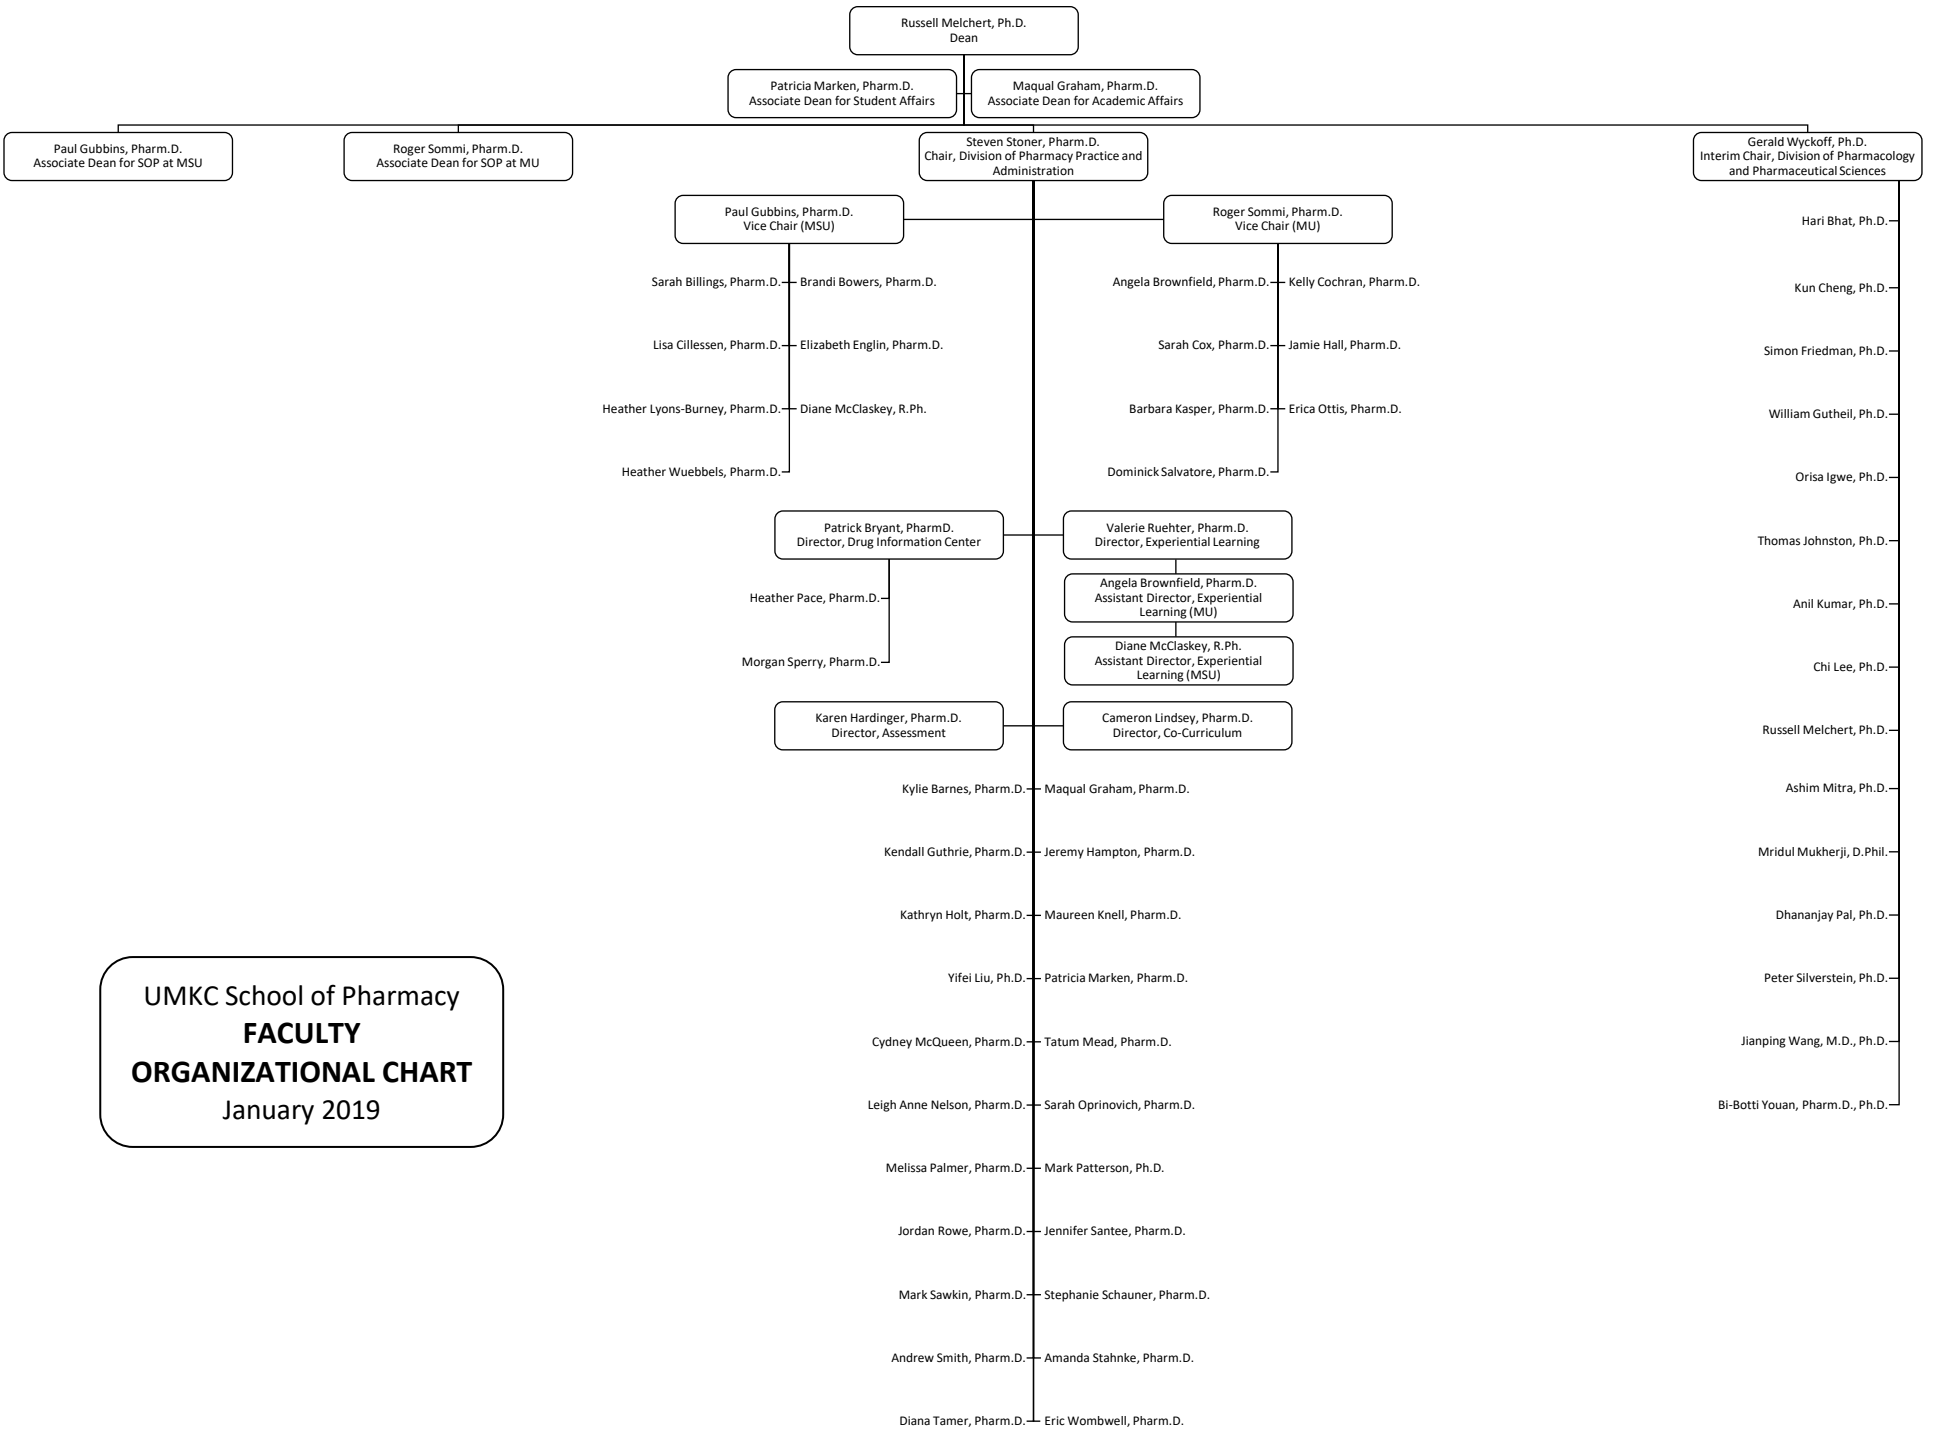 Russell Melchert, Ph.D.
Dean
Patricia Marken, Pharm.D.
Associate Dean for Student Affairs
Maqual Graham, Pharm.D.
Associate Dean for Academic Affairs
Paul Gubbins, Pharm.D.
Associate Dean for SOP at MSU
Roger Sommi, Pharm.D.
Associate Dean for SOP at MU
Steven Stoner, Pharm.D.
Chair, Division of Pharmacy Practice and
Administration
Gerald Wyckoff, Ph.D.
Interim Chair, Division of Pharmacology
and Pharmaceutical Sciences
Paul Gubbins, Pharm.D.
Vice Chair (MSU)
Sarah Billings, Pharm.D.
Brandi Bowers, Pharm.D.
Lisa Cillessen, Pharm.D.
Elizabeth Englin, Pharm.D.
Heather Lyons-Burney, Pharm.D.
Diane McClaskey, R.Ph.
Heather Wuebbels, Pharm.D.
Roger Sommi, Pharm.D.
Vice Chair (MU)
Angela Brownfield, Pharm.D.
Kelly Cochran, Pharm.D.
Sarah Cox, Pharm.D.
Jamie Hall, Pharm.D.
Barbara Kasper, Pharm.D.
Erica Ottis, Pharm.D.
Dominick Salvatore, Pharm.D.
Patrick Bryant, PharmD.
Director, Drug Information Center
Heather Pace, Pharm.D.
Morgan Sperry, Pharm.D.
Valerie Ruehter, Pharm.D.
Director, Experiential Learning
Angela Brownfield, Pharm.D.
Assistant Director, Experiential
Learning (MU)
Diane McClaskey, R.Ph.
Assistant Director, Experiential
Learning (MSU)
Karen Hardinger, Pharm.D.
Director, Assessment
Cameron Lindsey, Pharm.D.
Director, Co-Curriculum
Kylie Barnes, Pharm.D.
Maqual Graham, Pharm.D.
Kendall Guthrie, Pharm.D.
Jeremy Hampton, Pharm.D.
Kathryn Holt, Pharm.D.
Maureen Knell, Pharm.D.
Yifei Liu, Ph.D.
Patricia Marken, Pharm.D.
Cydney McQueen, Pharm.D.
Tatum Mead, Pharm.D.
Leigh Anne Nelson, Pharm.D.
Sarah Oprinovich, Pharm.D.
Melissa Palmer, Pharm.D.
Mark Patterson, Ph.D.
Jordan Rowe, Pharm.D.
Jennifer Santee, Pharm.D.
Mark Sawkin, Pharm.D.
Stephanie Schauner, Pharm.D.
Andrew Smith, Pharm.D.
Amanda Stahnke, Pharm.D.
Diana Tamer, Pharm.D.
Eric Wombwell, Pharm.D.
Hari Bhat, Ph.D.
Kun Cheng, Ph.D.
Simon Friedman, Ph.D.
William Gutheil, Ph.D.
Orisa Igwe, Ph.D.
Thomas Johnston, Ph.D.
Anil Kumar, Ph.D.
Chi Lee, Ph.D.
Russell Melchert, Ph.D.
Ashim Mitra, Ph.D.
Mridul Mukherji, D.Phil.
Dhananjay Pal, Ph.D.
Peter Silverstein, Ph.D.
Jianping Wang, M.D., Ph.D.
Bi-Botti Youan, Pharm.D., Ph.D.
UMKC School of Pharmacy
FACULTY
ORGANIZATIONAL CHART
January 2019